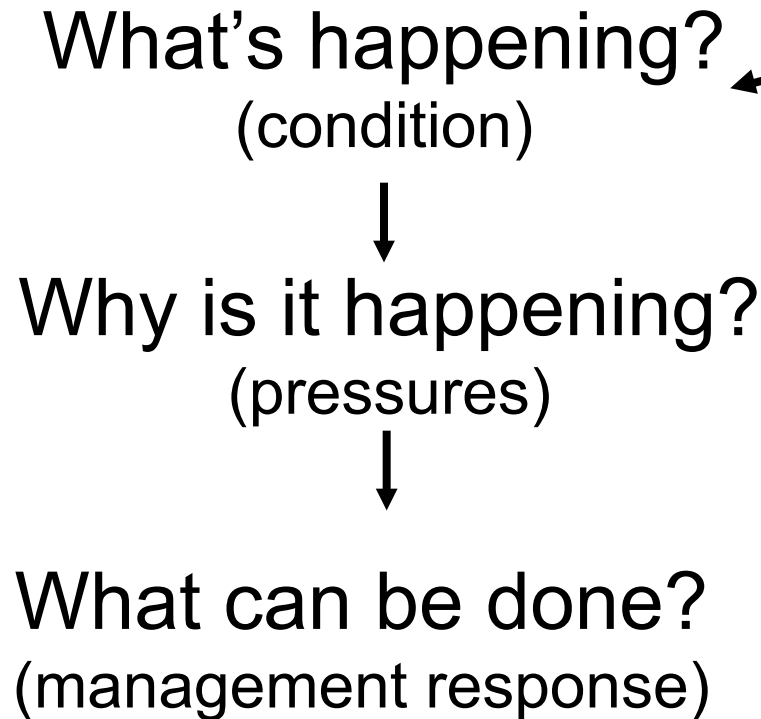 What’s happening?
(condition)
Why is it happening?
(pressures)
What can be done?
(management response)